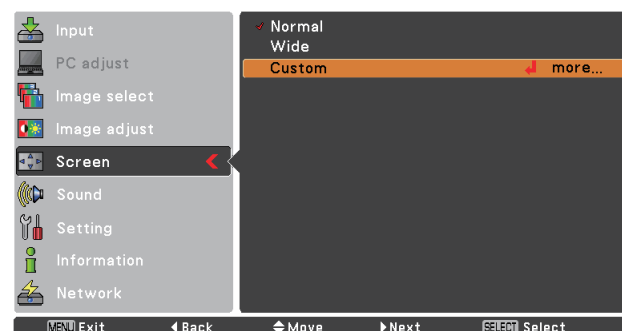 Input
PC adjust
Image select
Image adjust
Screen
Sound
Setting
Information
Network
Normal
Wide
Custom more...
MENU Exit Back Move Next SELECT Select